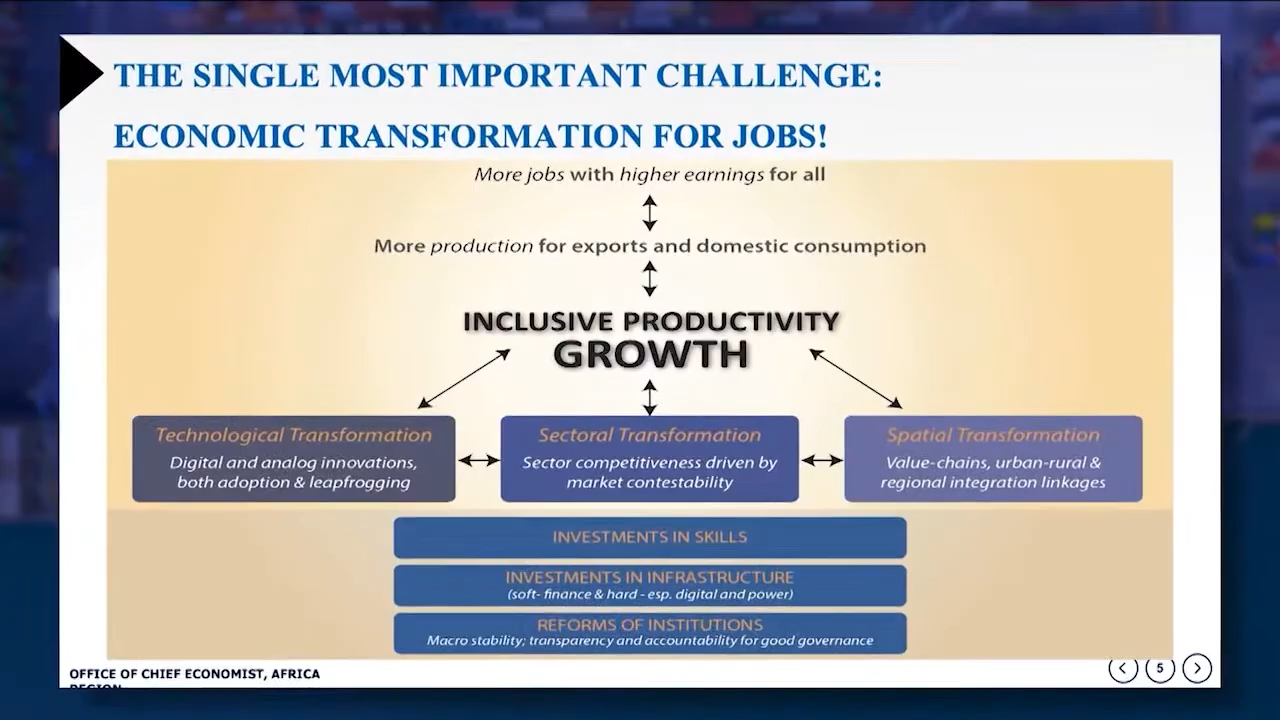 THE SINGLE MOST IMPORTANT CHALLENGE:
ECONOMIC TRANSFORMATION FOR JOBS!
More jobs with higher earnings for all
More production for exports and domestic consumption
INCLUSIVE PRODUCTIVITY
GROWTH
Technological Transformation
Digital and analog innovations,
both adoption & leapfrogging
Sectoral Transformation
Sector competitiveness driven by
market contestability
Spatial Transformation
Value-chains, urban-rural &
regional integration linkages
INVESTMENTS IN SKILLS
INVESTMENTS IN INFRASTRUCTURE
(soft- finance & hard - esp. digital and power)
REFORMS OF INSTITUTIONS
Macro stability; transparency and accountability for good governance
OFFICE OF CHIEF ECONOMIST, AFRICA
REGION
5